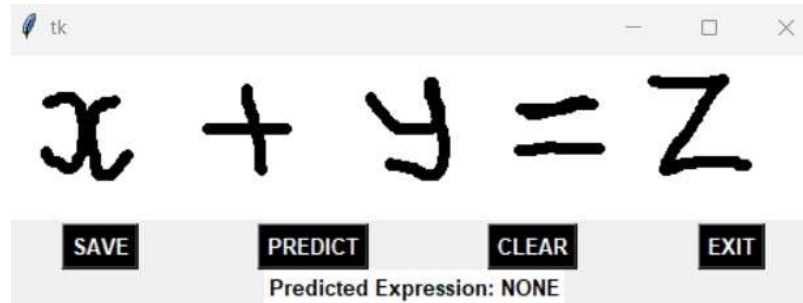 tk
x + y = z
SAVE PREDICT CLEAR EXIT
Predicted Expression: NONE